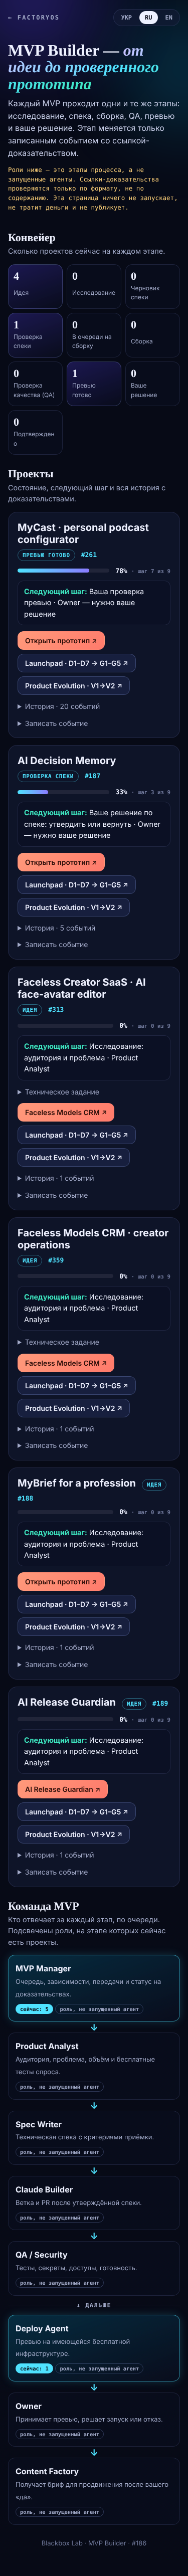 ← FACTORYOS
УКР RU EN
MVP Builder — от
идеи до проверенного
прототипа
Каждый MVP проходит одни и те же этапы:
исследование, спека, сборка, QA, превью
и ваше решение. Этап меняется только
записанным событием со ссылкой-
доказательством.
Роли ниже — это этапы процесса, а не
запущенные агенты. Ссылки-доказательства
проверяются только по формату, не по
содержанию. Эта страница ничего не запускает,
не тратит деньги и не публикует.
Конвейер
Сколько проектов сейчас на каждом этапе.
4
Идея
0
Исследование
0
Черновик
спеки
1
Проверка
спеки
0
В очереди на
сборку
0
Сборка
0
Проверка
качества (QA)
1
Превью
готово
0
Ваше
решение
0
Подтвержден
о
Проекты
Состояние, следующий шаг и вся история с
доказательствами.
MyCast · personal podcast
configurator
ПРЕВЬЮ ГОТОВО #261
78% · шаг 7 из 9
Следующий шаг: Ваша проверка
превью · Owner — нужно ваше
решение
Открыть прототип ↗
Launchpad · D1–D7 → G1–G5 ↗
Product Evolution · V1→V2 ↗
▶ История · 20 событий
▶ Записать событие
AI Decision Memory
ПРОВЕРКА СПЕКИ #187
33% · шаг 3 из 9
Следующий шаг: Ваше решение по
спеке: утвердить или вернуть · Owner
— нужно ваше решение
Открыть прототип ↗
Launchpad · D1–D7 → G1–G5 ↗
Product Evolution · V1→V2 ↗
▶ История · 5 событий
▶ Записать событие
Faceless Creator SaaS · AI
face-avatar editor
ИДЕЯ #313
0% · шаг 0 из 9
Следующий шаг: Исследование:
аудитория и проблема · Product
Analyst
▶ Техническое задание
Faceless Models CRM ↗
Launchpad · D1–D7 → G1–G5 ↗
Product Evolution · V1→V2 ↗
▶ История · 1 событий
▶ Записать событие
Faceless Models CRM · creator
operations
ИДЕЯ #359
0% · шаг 0 из 9
Следующий шаг: Исследование:
аудитория и проблема · Product
Analyst
▶ Техническое задание
Faceless Models CRM ↗
Launchpad · D1–D7 → G1–G5 ↗
Product Evolution · V1→V2 ↗
▶ История · 1 событий
▶ Записать событие
MyBrief for a profession ИДЕЯ
#188
0% · шаг 0 из 9
Следующий шаг: Исследование:
аудитория и проблема · Product
Analyst
Открыть прототип ↗
Launchpad · D1–D7 → G1–G5 ↗
Product Evolution · V1→V2 ↗
▶ История · 1 событий
▶ Записать событие
AI Release Guardian ИДЕЯ #189
0% · шаг 0 из 9
Следующий шаг: Исследование:
аудитория и проблема · Product
Analyst
AI Release Guardian ↗
Launchpad · D1–D7 → G1–G5 ↗
Product Evolution · V1→V2 ↗
▶ История · 1 событий
▶ Записать событие
Команда MVP
Кто отвечает за каждый этап, по очереди.
Подсвечены роли, на этапе которых сейчас
есть проекты.
MVP Manager
Очередь, зависимости, передачи и статус на
доказательствах.
сейчас: 5 роль, не запущенный агент
↓
Product Analyst
Аудитория, проблема, объём и бесплатные
тесты спроса.
роль, не запущенный агент
↓
Spec Writer
Техническая спека с критериями приёмки.
роль, не запущенный агент
↓
Claude Builder
Ветка и PR после утверждённой спеки.
роль, не запущенный агент
↓
QA / Security
Тесты, секреты, доступы, готовность.
роль, не запущенный агент
↓ ДАЛЬШЕ
Deploy Agent
Превью на имеющейся бесплатной
инфраструктуре.
сейчас: 1 роль, не запущенный агент
↓
Owner
Принимает превью, решает запуск или отказ.
роль, не запущенный агент
↓
Content Factory
Получает бриф для продвижения после вашего
«да».
роль, не запущенный агент
Blackbox Lab · MVP Builder · #186